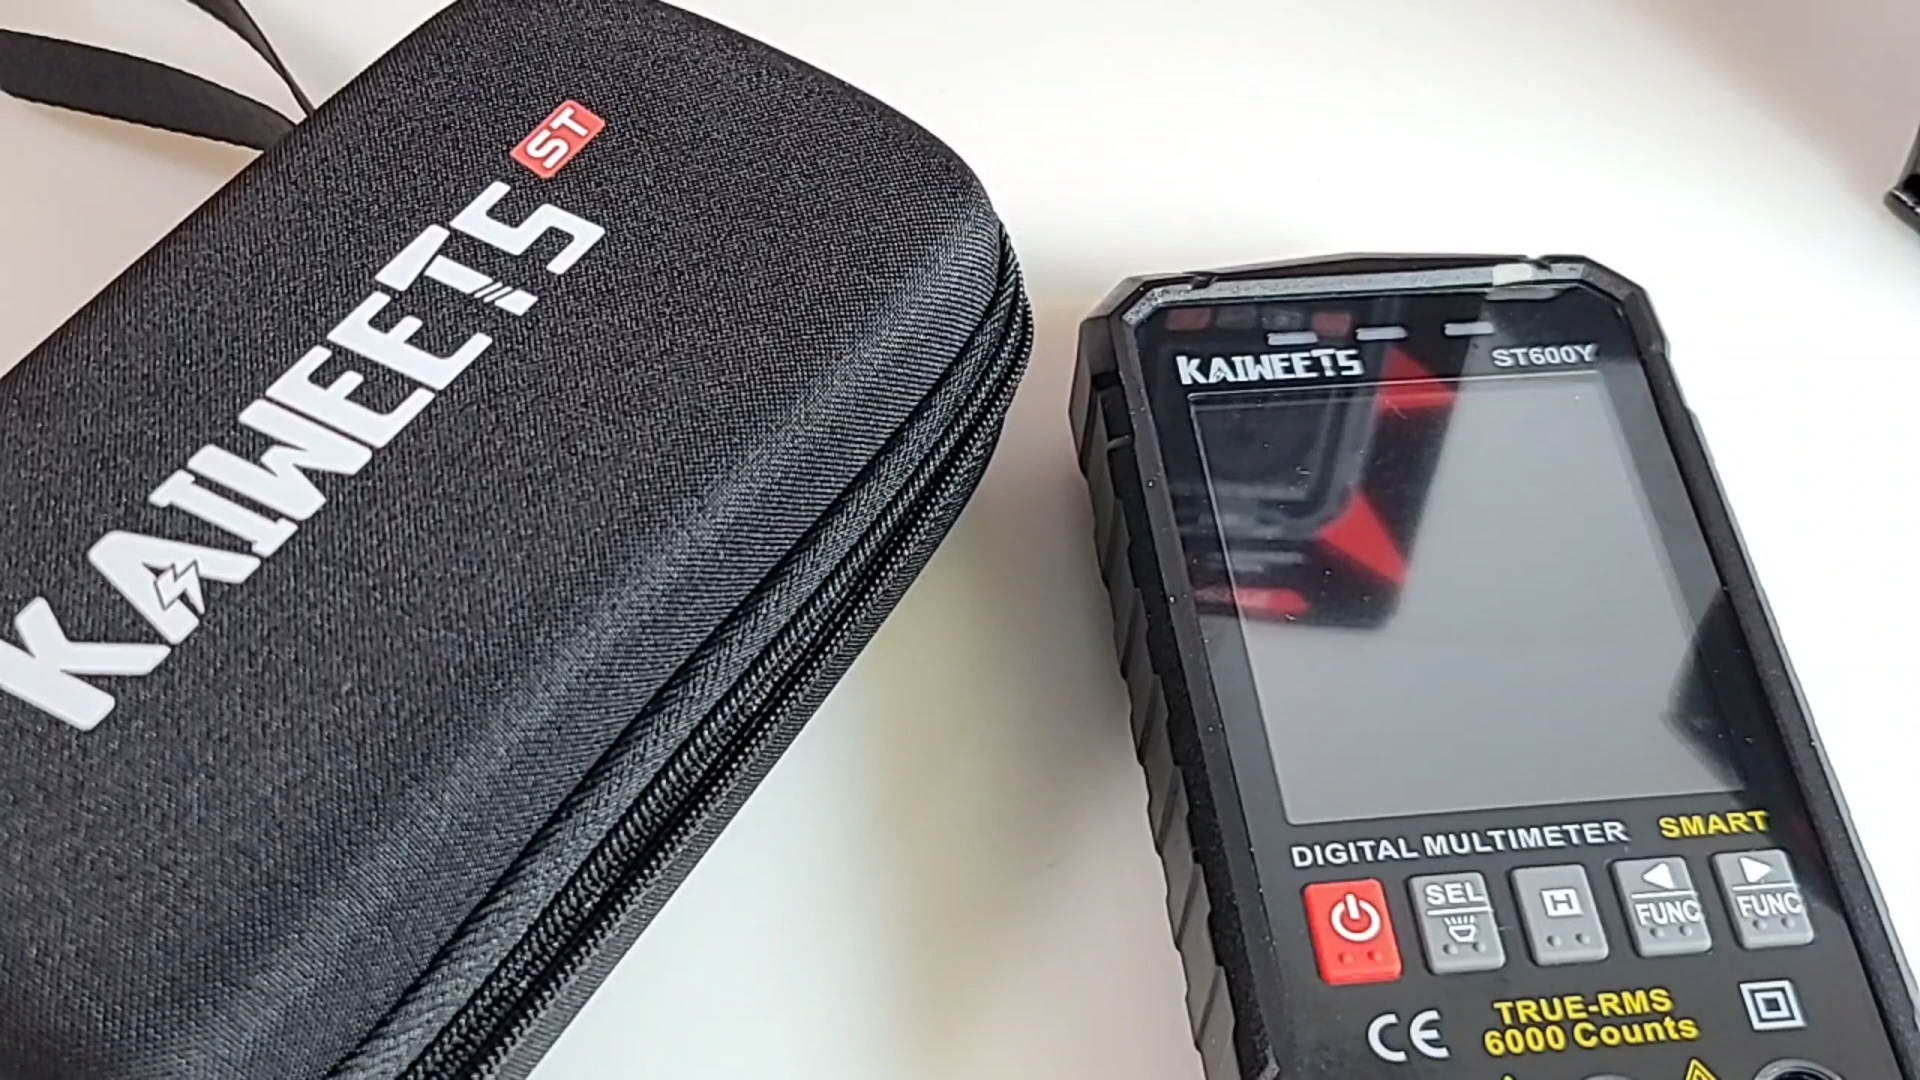 KAIWEETS ST
KAIWEETS ST600Y
DIGITAL MULTIMETER SMART
SEL H FUNC FUNC
CE TRUE-RMS
6000 Counts